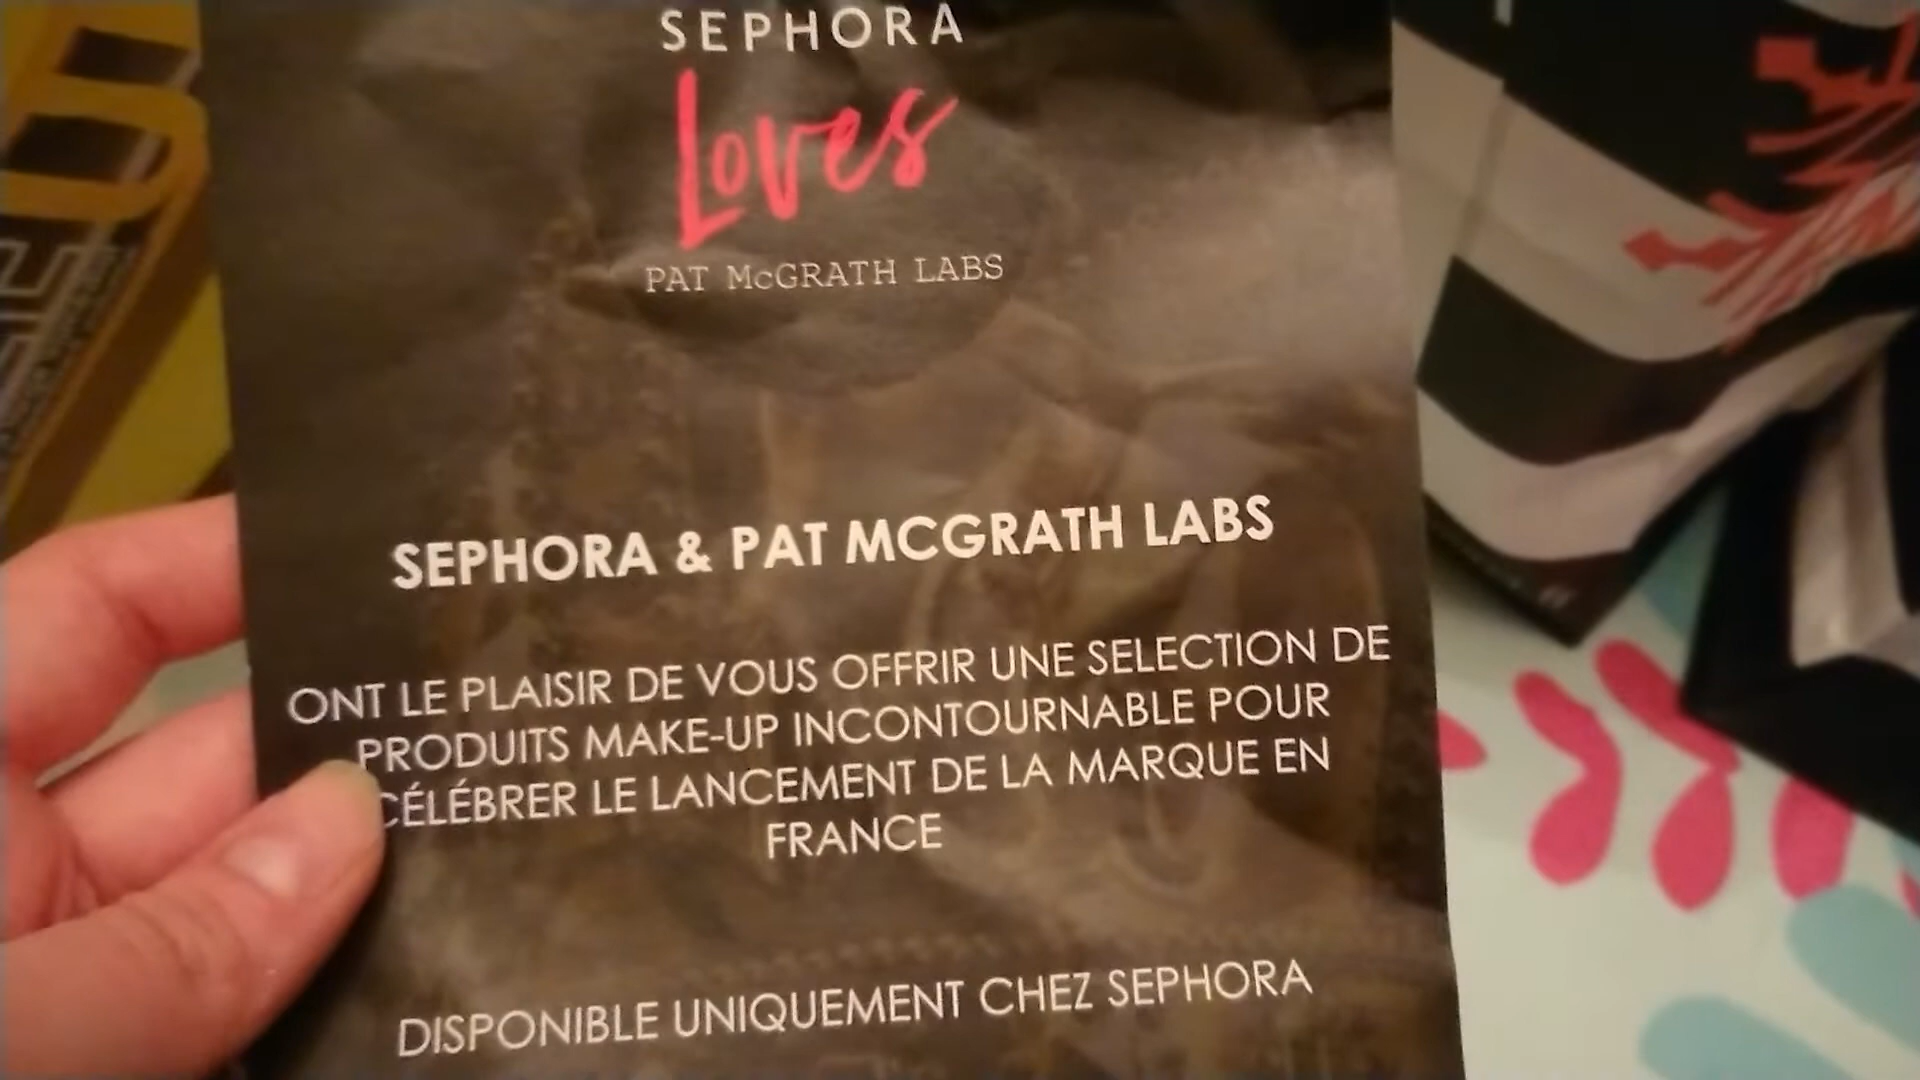 SEPHORA
Loves
PAT McGRATH LABS
SEPHORA & PAT MCGRATH LABS
ONT LE PLAISIR DE VOUS OFFRIR UNE SELECTION DE
PRODUITS MAKE-UP INCONTOURNABLE POUR
CÉLÉBRER LE LANCEMENT DE LA MARQUE EN
FRANCE
DISPONIBLE UNIQUEMENT CHEZ SEPHORA